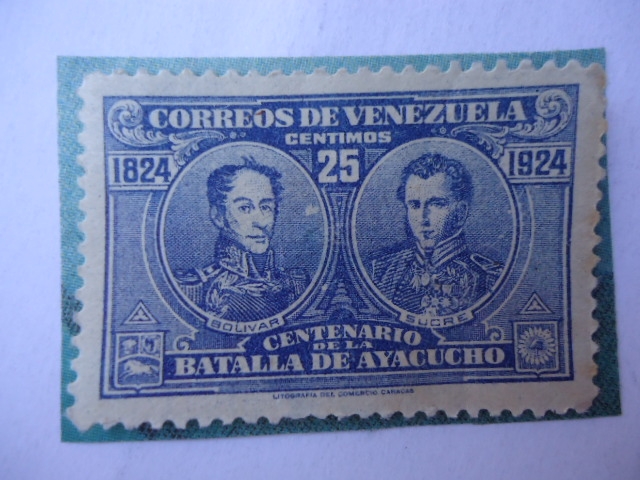 CORREOS DE VENEZUELA
CENTIMOS
1824 25 1924
BOLIVAR SUCRE
CENTENARIO
DE LA
BATALLA DE AYACUCHO
LITOGRAFIA DEL COMERCIO CARACAS